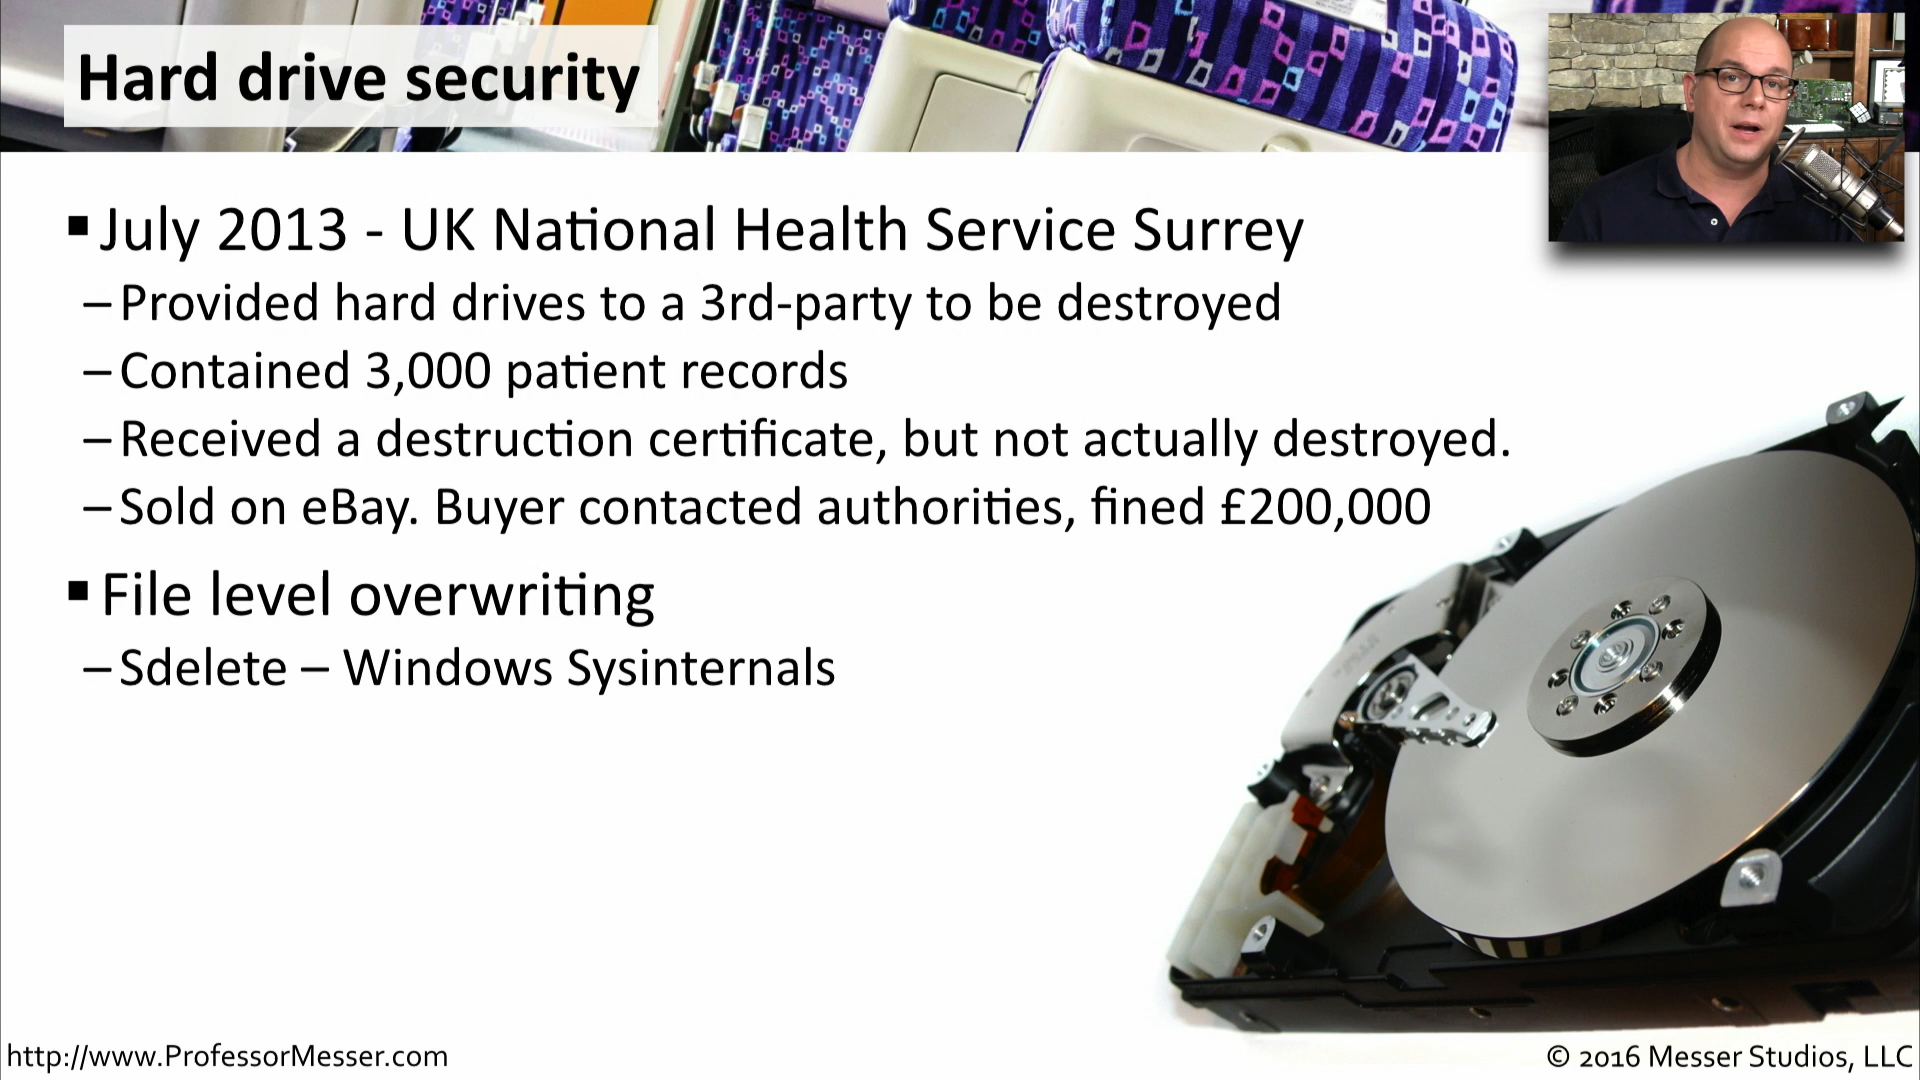 Hard drive security
▪ July 2013 - UK National Health Service Surrey
– Provided hard drives to a 3rd-party to be destroyed
– Contained 3,000 patient records
– Received a destruction certificate, but not actually destroyed.
– Sold on eBay. Buyer contacted authorities, fined £200,000
▪ File level overwriting
– Sdelete – Windows Sysinternals
http://www.ProfessorMesser.com
© 2016 Messer Studios, LLC